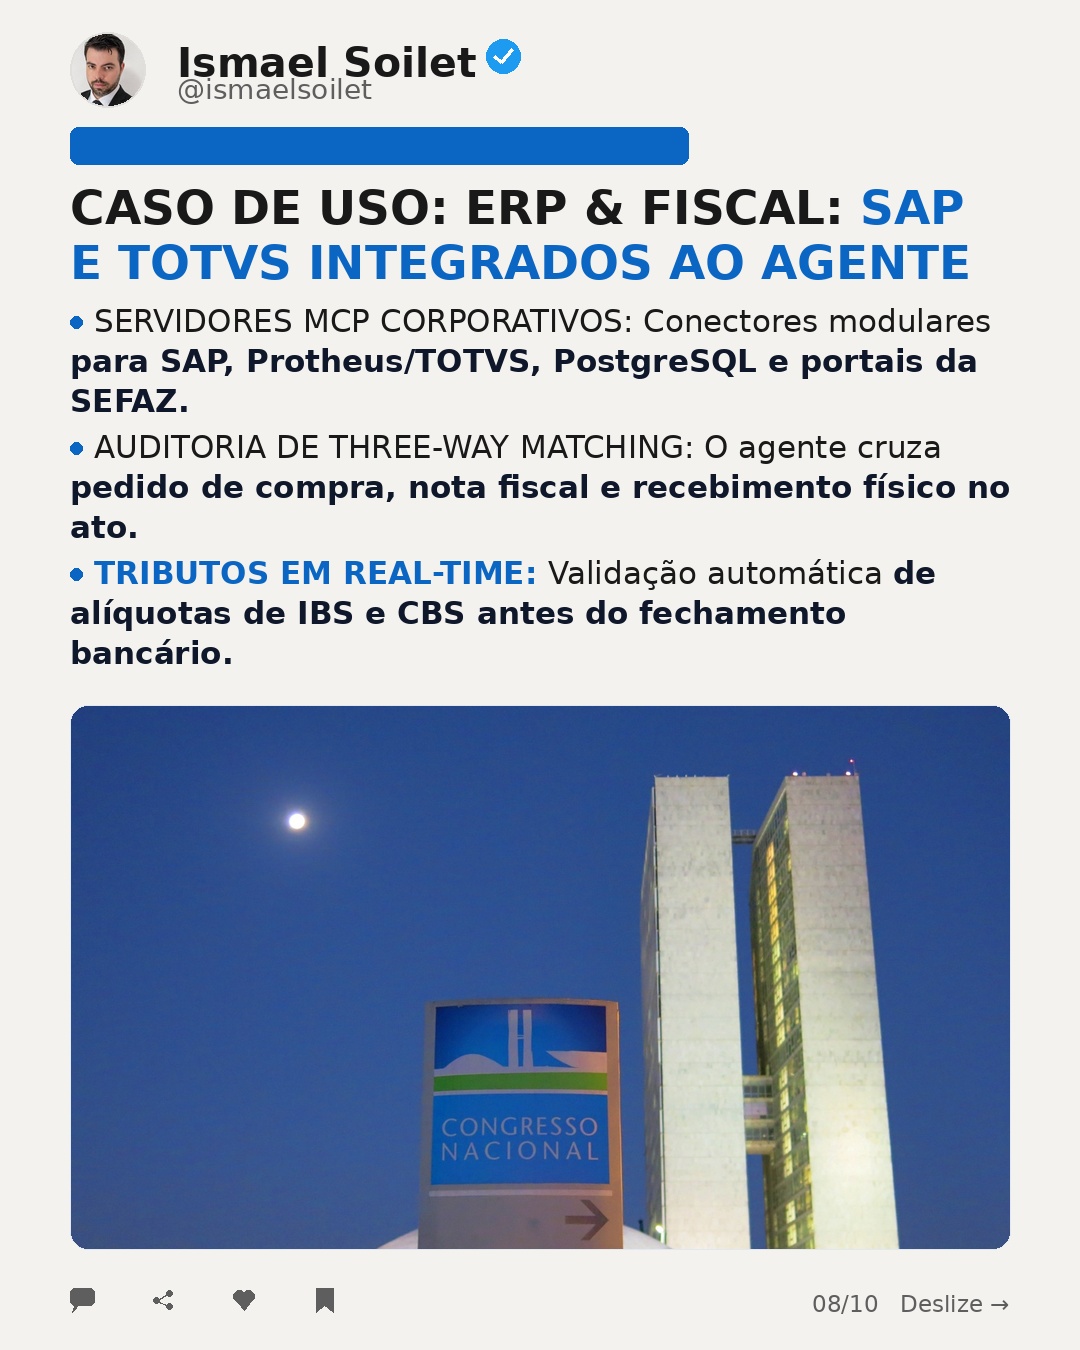 Ismael Soilet
@ismaelsoilet
CASO DE USO: ERP & FISCAL: SAP
E TOTVS INTEGRADOS AO AGENTE
• SERVIDORES MCP CORPORATIVOS: Conectores modulares
para SAP, Protheus/TOTVS, PostgreSQL e portais da
SEFAZ.
• AUDITORIA DE THREE-WAY MATCHING: O agente cruza
pedido de compra, nota fiscal e recebimento físico no
ato.
• TRIBUTOS EM REAL-TIME: Validação automática de
alíquotas de IBS e CBS antes do fechamento
bancário.
CONGRESSO
NACIONAL
08/10 Deslize →